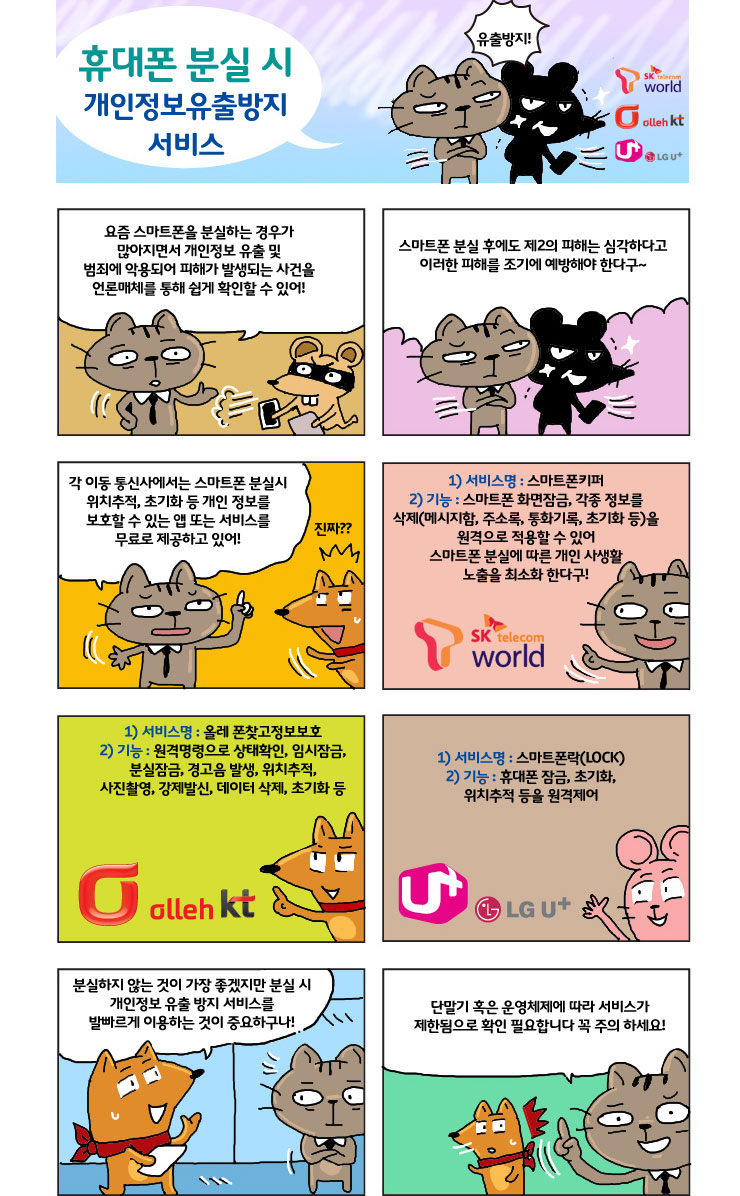 휴대폰 분실 시
개인정보유출방지
서비스
유출방지!
SK telecom
world
olleh kt
U+ LG U+
요즘 스마트폰을 분실하는 경우가
많아지면서 개인정보 유출 및
범죄에 악용되어 피해가 발생되는 사건을
언론매체를 통해 쉽게 확인할 수 있어!
스마트폰 분실 후에도 제2의 피해는 심각하다고
이러한 피해를 조기에 예방해야 한다구~
각 이동 통신사에서는 스마트폰 분실시
위치추적, 초기화 등 개인 정보를
보호할 수 있는 앱 또는 서비스를
무료로 제공하고 있어!
진짜??
1) 서비스명 : 스마트폰키퍼
2) 기능 : 스마트폰 화면잠금, 각종 정보를
삭제(메시지함, 주소록, 통화기록, 초기화 등)을
원격으로 적용할 수 있어
스마트폰 분실에 따른 개인 사생활
노출을 최소화 한다구!
SK telecom
world
1) 서비스명 : 올레 폰찾고정보보호
2) 기능 : 원격명령으로 상태확인, 임시잠금,
분실잠금, 경고음 발생, 위치추적,
사진촬영, 강제발신, 데이터 삭제, 초기화 등
olleh kt
1) 서비스명 : 스마트폰락(LOCK)
2) 기능 : 휴대폰 잠금, 초기화,
위치추적 등을 원격제어
U+ LG U+
분실하지 않는 것이 가장 좋겠지만 분실 시
개인정보 유출 방지 서비스를
발빠르게 이용하는 것이 중요하구나!
단말기 혹은 운영체제에 따라 서비스가
제한됨으로 확인 필요합니다 꼭 주의 하세요!